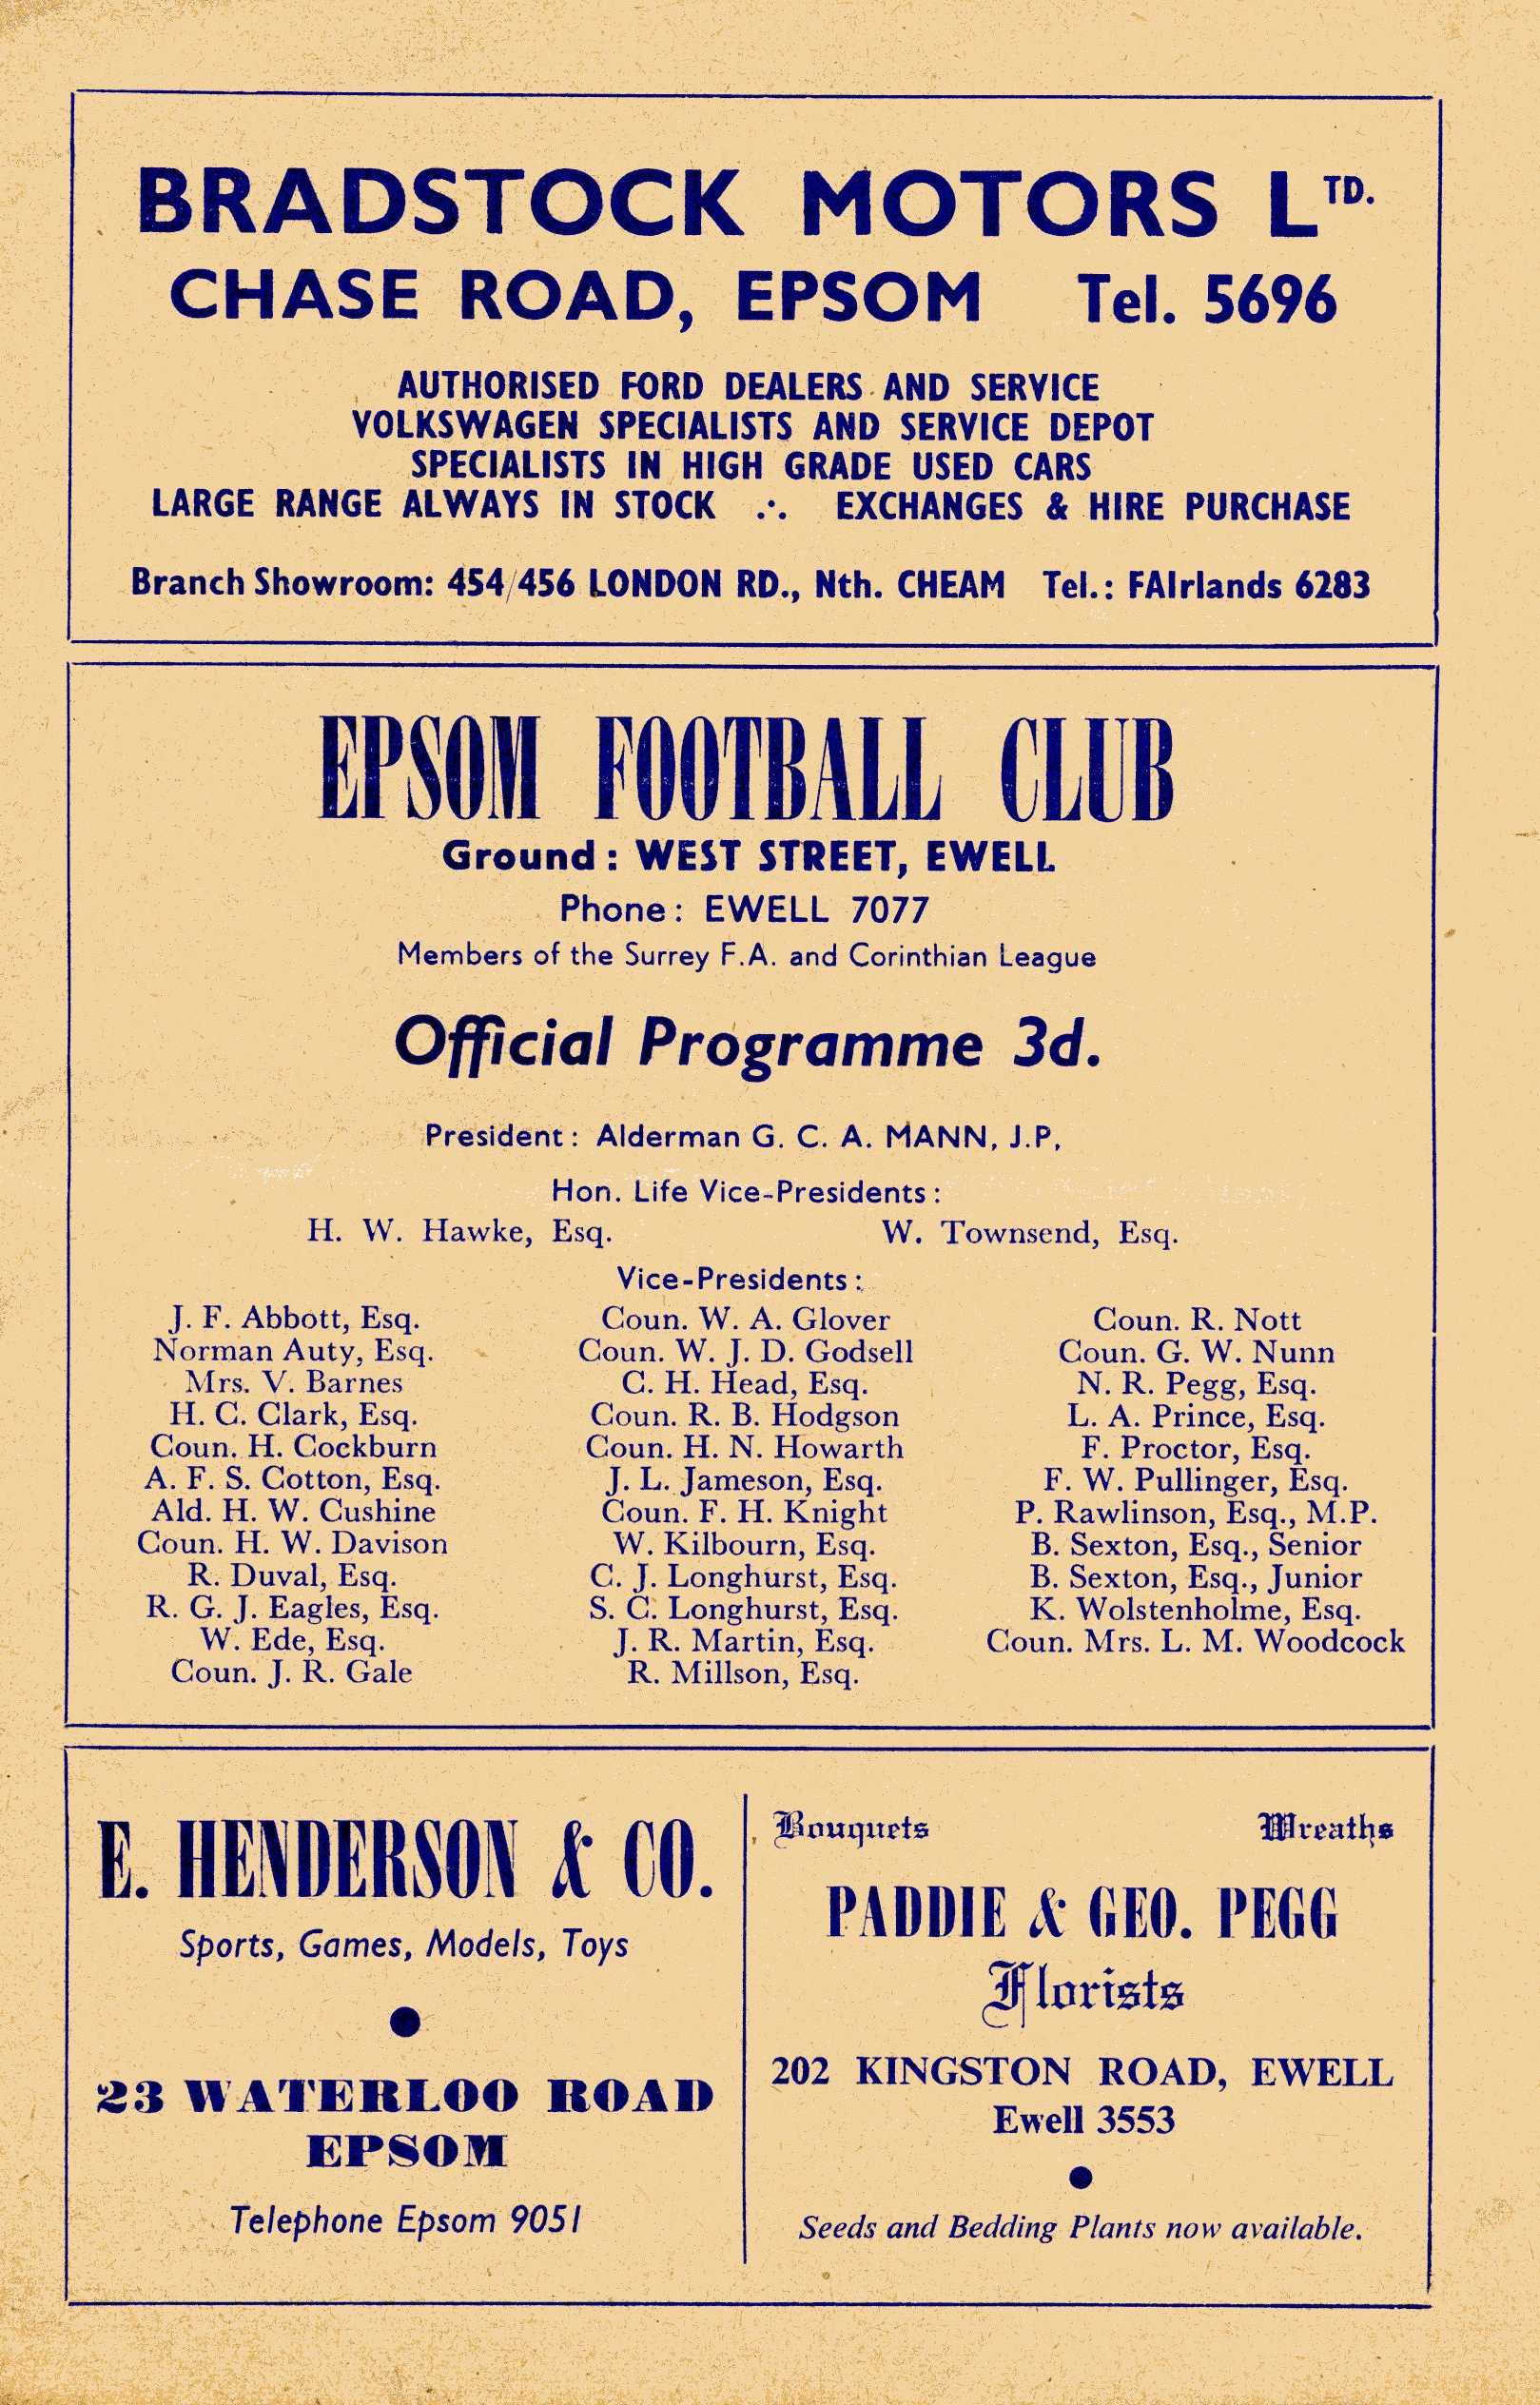 BRADSTOCK MOTORS LTD.
CHASE ROAD, EPSOM Tel. 5696
AUTHORISED FORD DEALERS AND SERVICE
VOLKSWAGEN SPECIALISTS AND SERVICE DEPOT
SPECIALISTS IN HIGH GRADE USED CARS
LARGE RANGE ALWAYS IN STOCK ∴ EXCHANGES & HIRE PURCHASE
Branch Showroom: 454/456 LONDON RD., Nth. CHEAM Tel.: FAIrlands 6283
EPSOM FOOTBALL CLUB
Ground: WEST STREET, EWELL
Phone: EWELL 7077
Members of the Surrey F.A. and Corinthian League
Official Programme 3d.
President: Alderman G. C. A. MANN, J.P,
Hon. Life Vice-Presidents:
H. W. Hawke, Esq. W. Townsend, Esq.
Vice-Presidents:
J. F. Abbott, Esq.
Norman Auty, Esq.
Mrs. V. Barnes
H. C. Clark, Esq.
Coun. H. Cockburn
A. F. S. Cotton, Esq.
Ald. H. W. Cushine
Coun. H. W. Davison
R. Duval, Esq.
R. G. J. Eagles, Esq.
W. Ede, Esq.
Coun. J. R. Gale
Coun. W. A. Glover
Coun. W. J. D. Godsell
C. H. Head, Esq.
Coun. R. B. Hodgson
Coun. H. N. Howarth
J. L. Jameson, Esq.
Coun. F. H. Knight
W. Kilbourn, Esq.
C. J. Longhurst, Esq.
S. C. Longhurst, Esq.
J. R. Martin, Esq.
R. Millson, Esq.
Coun. R. Nott
Coun. G. W. Nunn
N. R. Pegg, Esq.
L. A. Prince, Esq.
F. Proctor, Esq.
F. W. Pullinger, Esq.
P. Rawlinson, Esq., M.P.
B. Sexton, Esq., Senior
B. Sexton, Esq., Junior
K. Wolstenholme, Esq.
Coun. Mrs. L. M. Woodcock
E. HENDERSON & CO.
Sports, Games, Models, Toys
23 WATERLOO ROAD
EPSOM
Telephone Epsom 9051
Bouquets Wreaths
PADDIE & GEO. PEGG
Florists
202 KINGSTON ROAD, EWELL
Ewell 3553
Seeds and Bedding Plants now available.